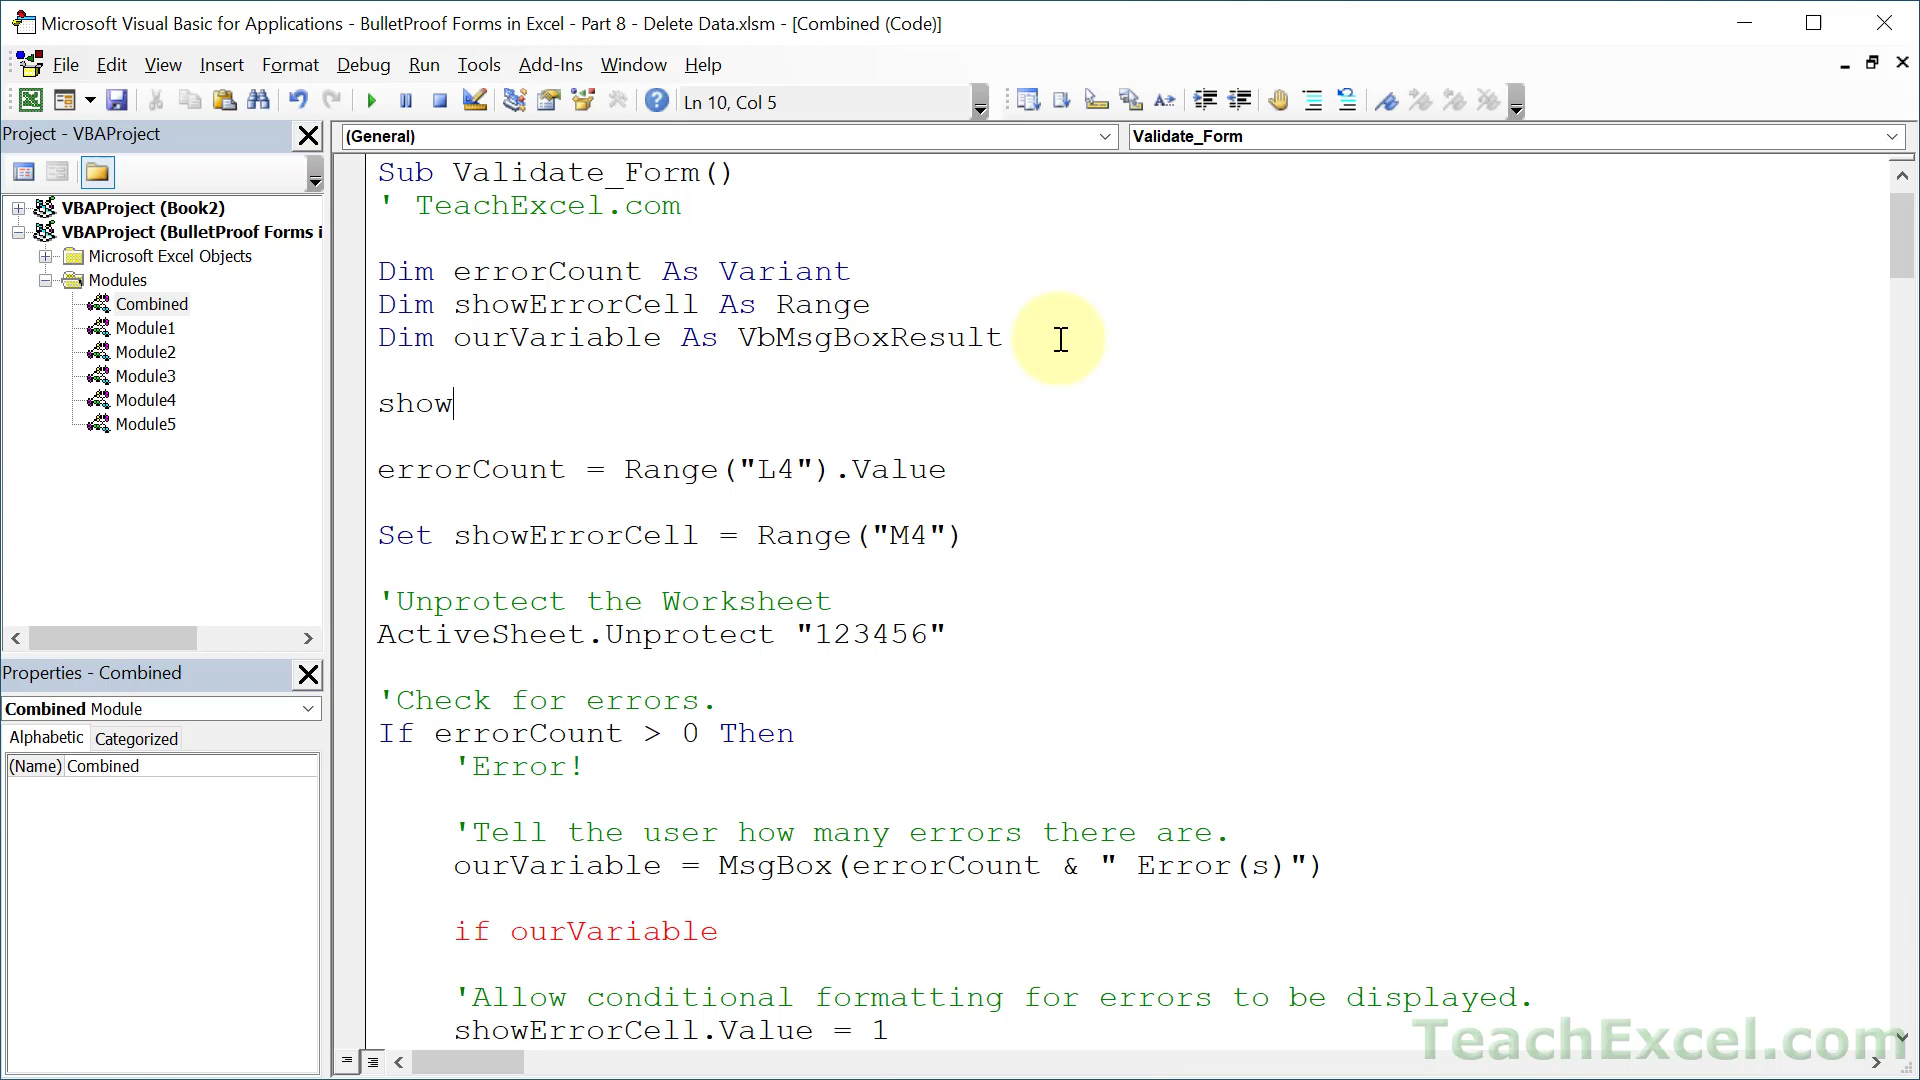 Microsoft Visual Basic for Applications - BulletProof Forms in Excel - Part 8 - Delete Data.xlsm - [Combined (Code)]
File Edit View Insert Format Debug Run Tools Add-Ins Window Help
Ln 10, Col 5
Project - VBAProject
(General)
Validate_Form
VBAProject (Book2)
VBAProject (BulletProof Forms i
Microsoft Excel Objects
Modules
Combined
Module1
Module2
Module3
Module4
Module5
Properties - Combined
Combined Module
Alphabetic Categorized
(Name) Combined
Sub Validate_Form()
' TeachExcel.com
Dim errorCount As Variant
Dim showErrorCell As Range
Dim ourVariable As VbMsgBoxResult
show
errorCount = Range("L4").Value
Set showErrorCell = Range("M4")
'Unprotect the Worksheet
ActiveSheet.Unprotect "123456"
'Check for errors.
If errorCount > 0 Then
'Error!
'Tell the user how many errors there are.
ourVariable = MsgBox(errorCount & " Error(s)")
if ourVariable
'Allow conditional formatting for errors to be displayed.
showErrorCell.Value = 1
TeachExcel.com